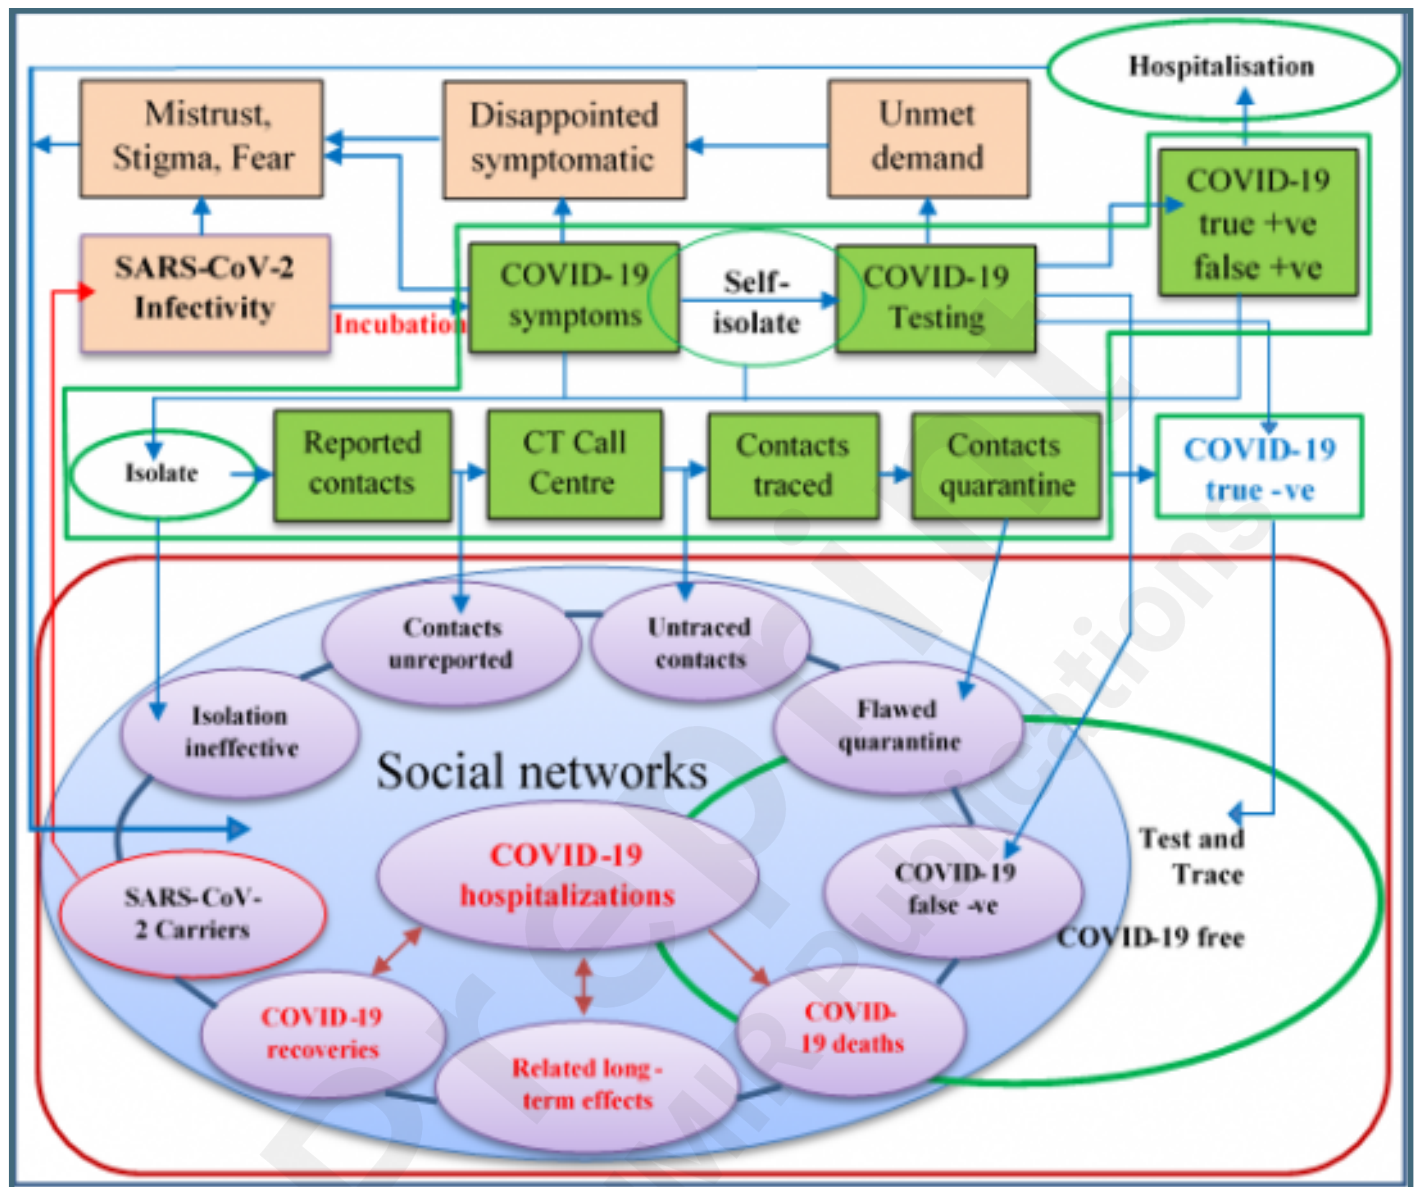 Hospitalisation
Mistrust,
Stigma, Fear
Disappointed
symptomatic
Unmet
demand
COVID-19
true +ve
false +ve
SARS-CoV-2
Infectivity
Incubation
COVID-19
symptoms
Self-
isolate
COVID-19
Testing
Isolate
Reported
contacts
CT Call
Centre
Contacts
traced
Contacts
quarantine
COVID-19
true -ve
Contacts
unreported
Untraced
contacts
Isolation
ineffective
Flawed
quarantine
Social networks
COVID-19
hospitalizations
COVID-19
false -ve
Test and
Trace
COVID-19 free
SARS-CoV-
2 Carriers
COVID-19
recoveries
Related long-
term effects
COVID-
19 deaths
Preprint
JMIR Publications